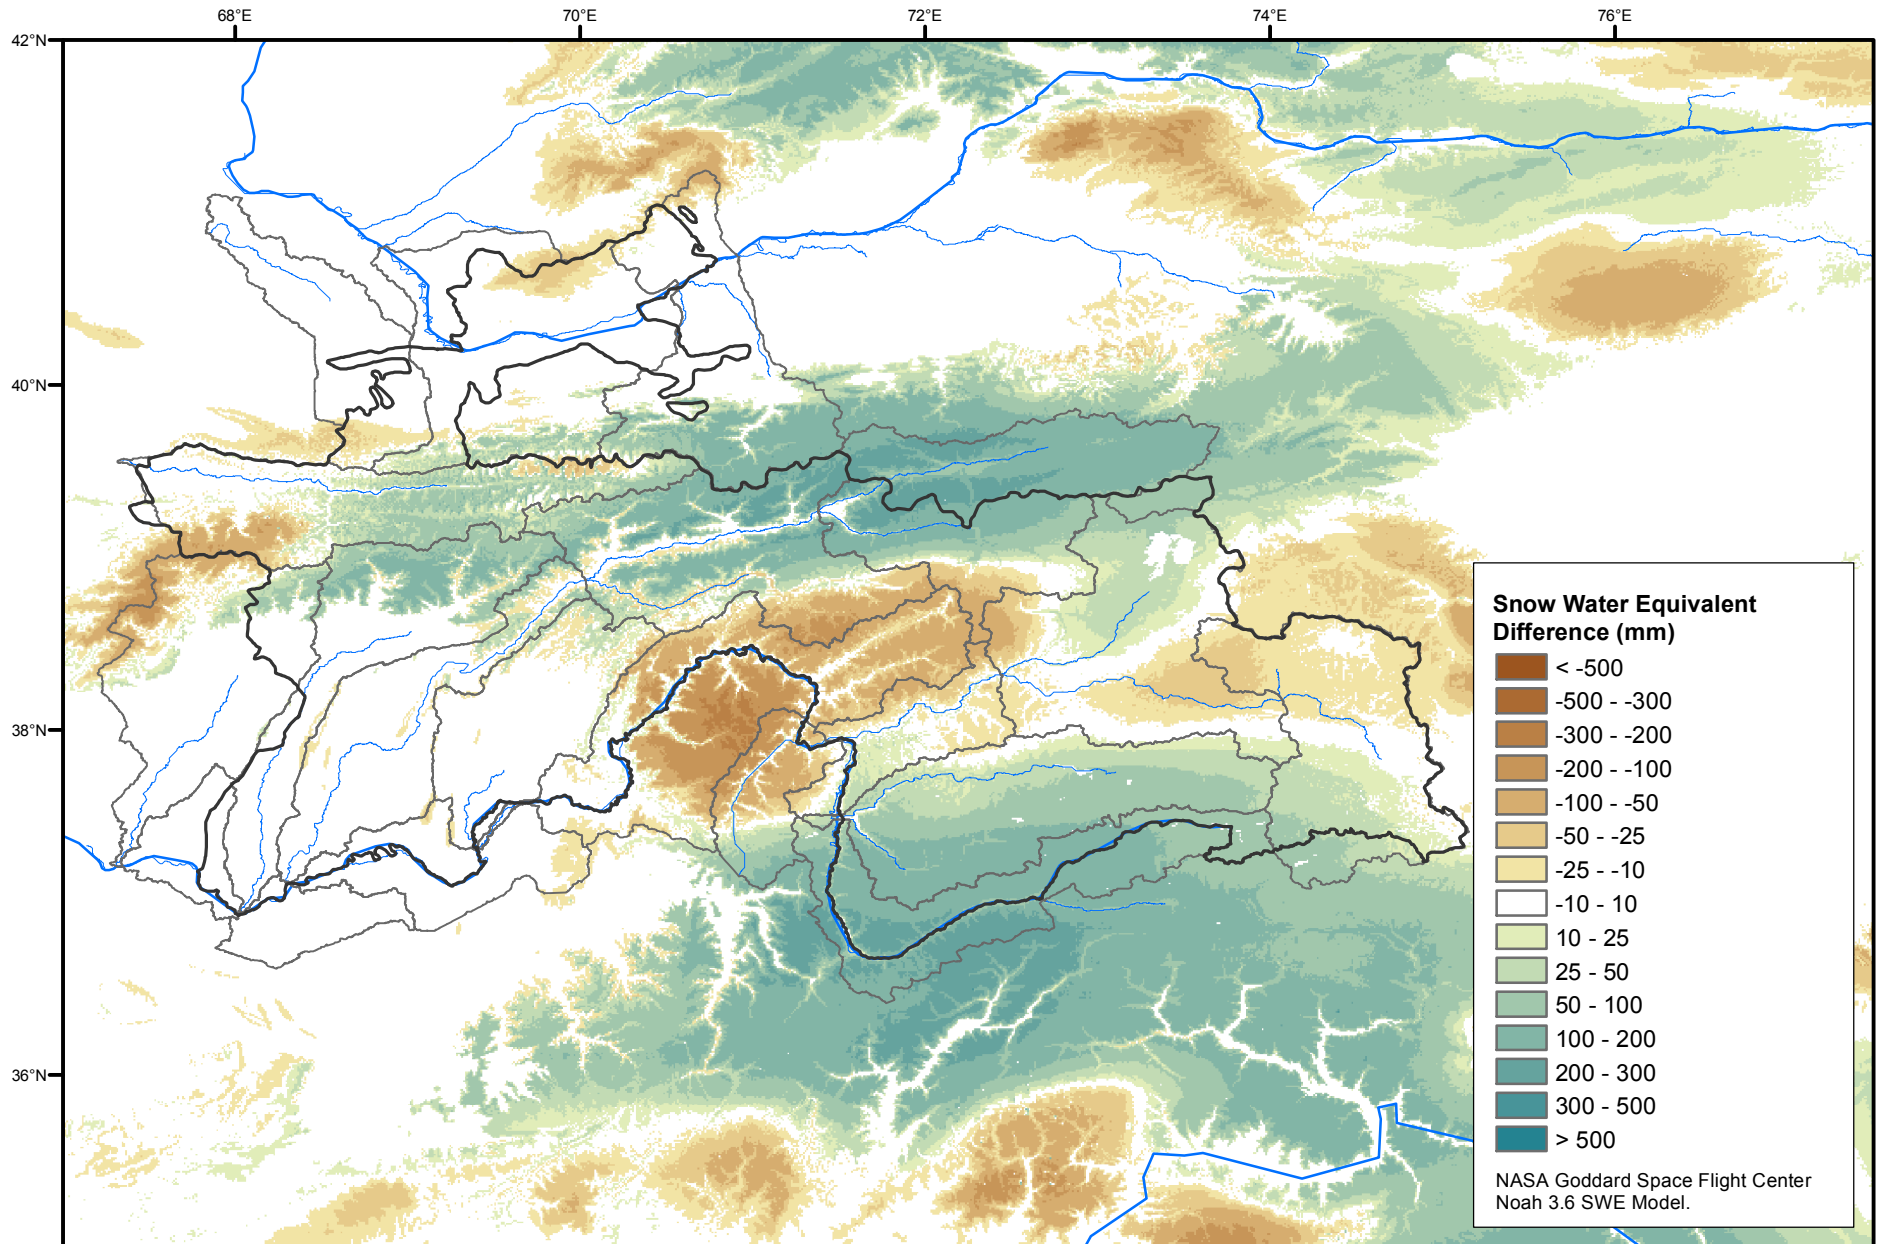 68°E
70°E
72°E
74°E
76°E
42°N
40°N
38°N
36°N
Snow Water Equivalent
Difference (mm)
< -500
-500 - -300
-300 - -200
-200 - -100
-100 - -50
-50 - -25
-25 - -10
-10 - 10
10 - 25
25 - 50
50 - 100
100 - 200
200 - 300
300 - 500
> 500
NASA Goddard Space Flight Center
Noah 3.6 SWE Model.